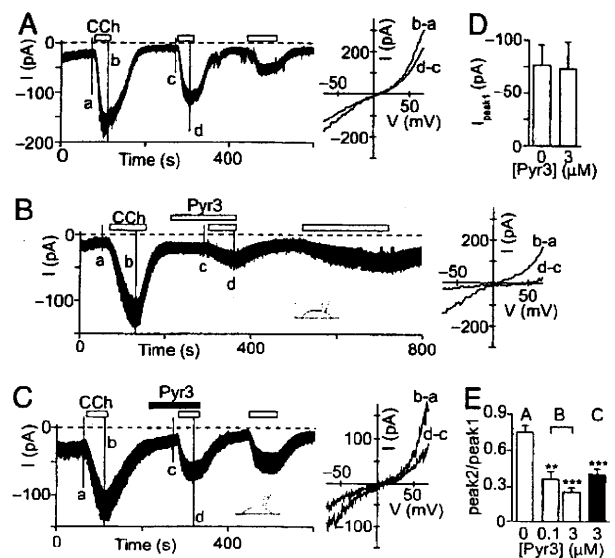 A
CCh
0
I (pA)
-100
-200
a
b
c
d
0
400
Time (s)
300
I (pA)
b-a
d-c
-50
50
V (mV)
-200
D
-100
I peak1 (pA)
-50
0
0 3
[Pyr3] (µM)
B
CCh
Pyr3
0
I (pA)
-100
a
b
c
d
0
400
800
Time (s)
200
I (pA)
b-a
d-c
-50
50
V (mV)
-200
C
CCh
Pyr3
0
I (pA)
-100
a
b
c
d
0
400
Time (s)
100
I (pA)
b-a
d-c
-50
50
V (mV)
-100
E
A B C
0.9
0.6
0.3
0
peak2/peak1
**
***
***
0 0.1 3 3
[Pyr3] (µM)